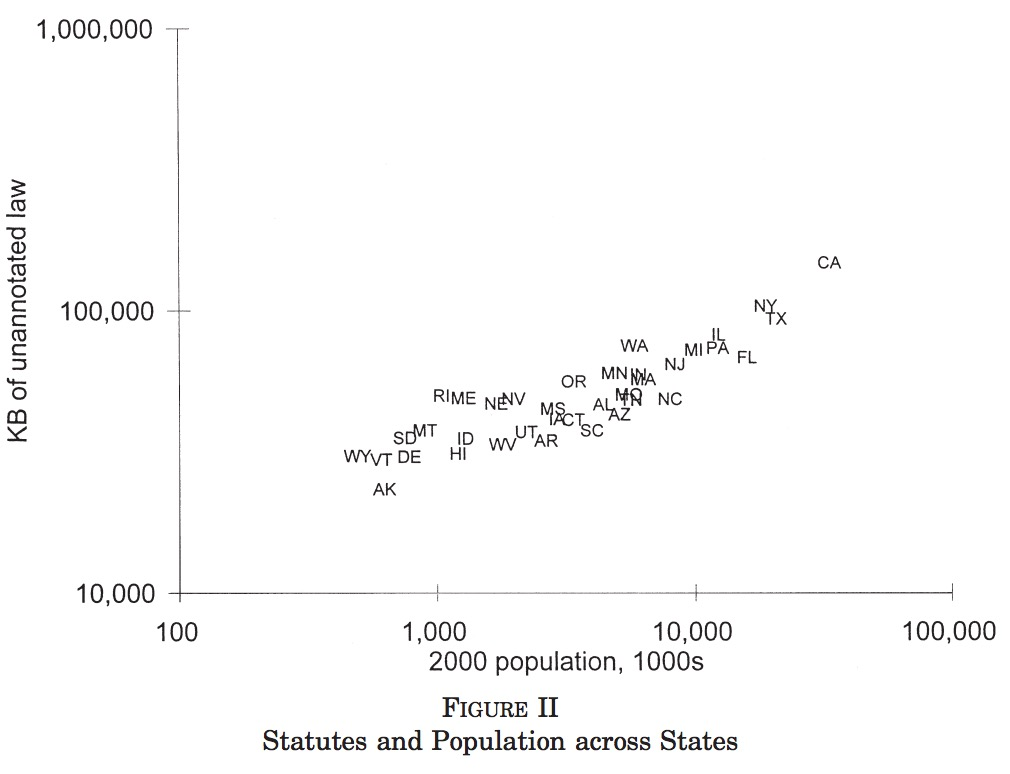 1,000,000
KB of unannotated law
100,000
10,000
CA
NY
TX
IL
WA
MI PA
FL
NJ
MN IN
MA
OR
RI ME
NE NV
MO
TN
NC
MS
AL
AZ
IA CT
SC
UT
MT
SD
ID
WV
AR
HI
WY VT DE
AK
100
1,000
10,000
100,000
2000 population, 1000s
FIGURE II
Statutes and Population across States